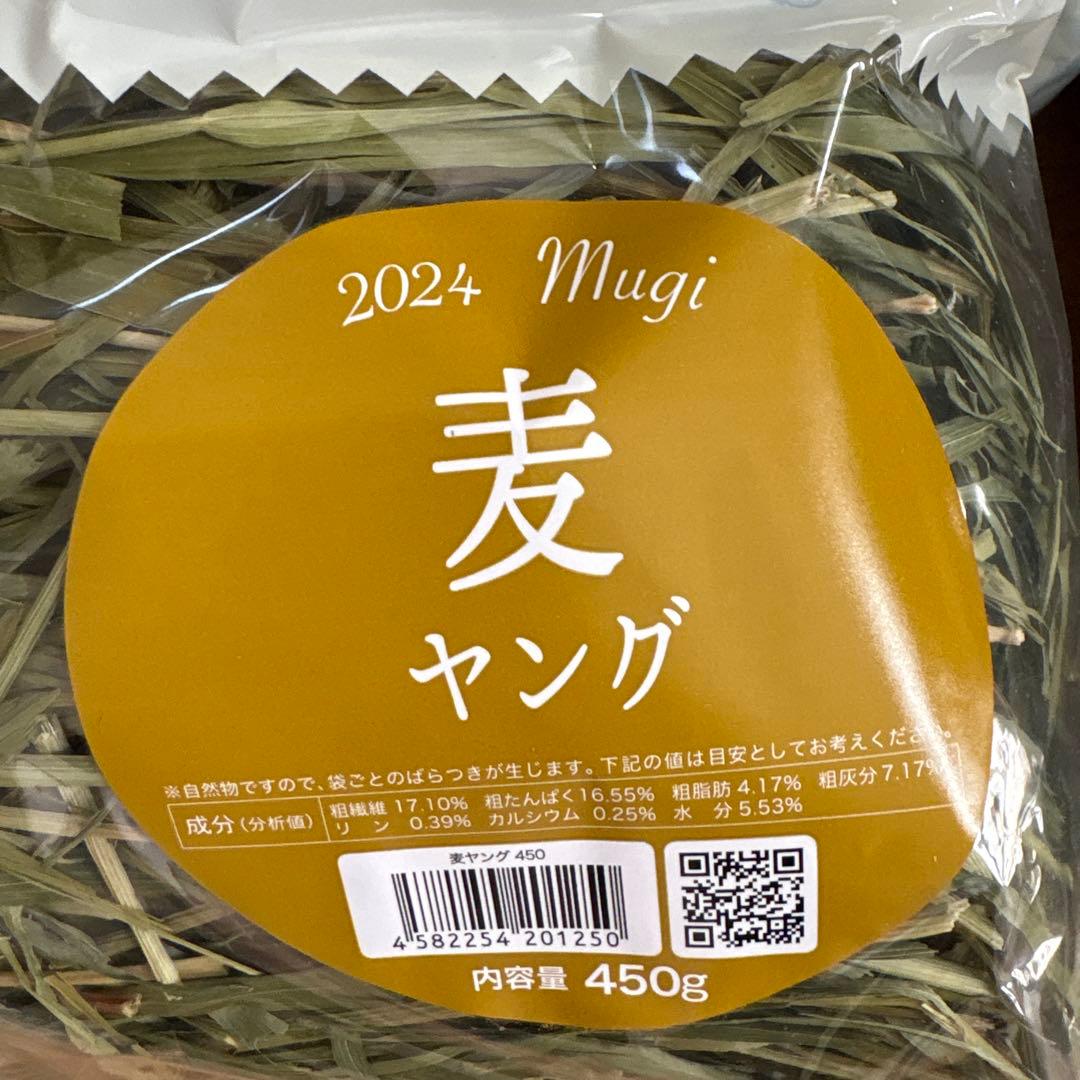 2024 Mugi
麦
ヤング
※自然物ですので、袋ごとのばらつきが生じます。下記の値は目安としてお考えください。
成分(分析値) 粗繊維 17.10% 粗たんぱく16.55% 粗脂肪 4.17% 粗灰分 7.17%
リン 0.39% カルシウム 0.25% 水分 5.53%
麦ヤング 450
4 582254 201250
内容量 450g